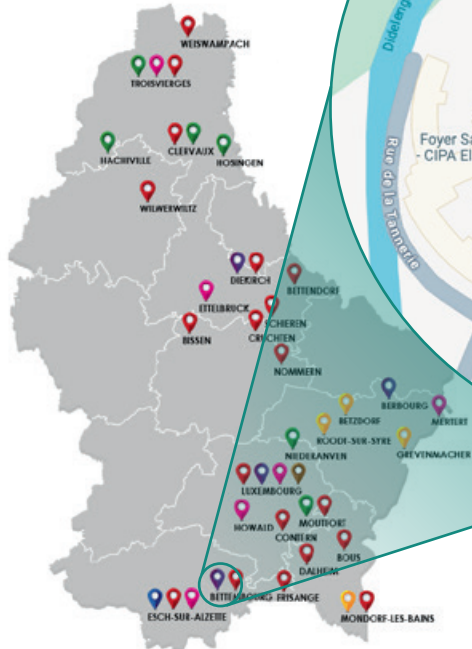 WEISWAMPACH
TROISVIERGES
HACHIVILLE
CLERVAUX
HOSINGEN
WILWERWILTZ
DIEKIRCH
BETTENDORF
ETTELBRUCK
SCHIEREN
BISSEN
CRUCHTEN
NOMMERN
BERBOURG
BETZDORF
MERTERT
ROODT-SUR-SYRE
GREVENMACHER
NIEDERANVEN
LUXEMBOURG
HOWALD
MOUTFORT
CONTERN
BOUS
DALHEIM
BETTEMBOURG
FRISANGE
ESCH-SUR-ALZETTE
MONDORF-LES-BAINS
Dideleng
Rue de la Tannerie
Foyer Sa
- CIPA El